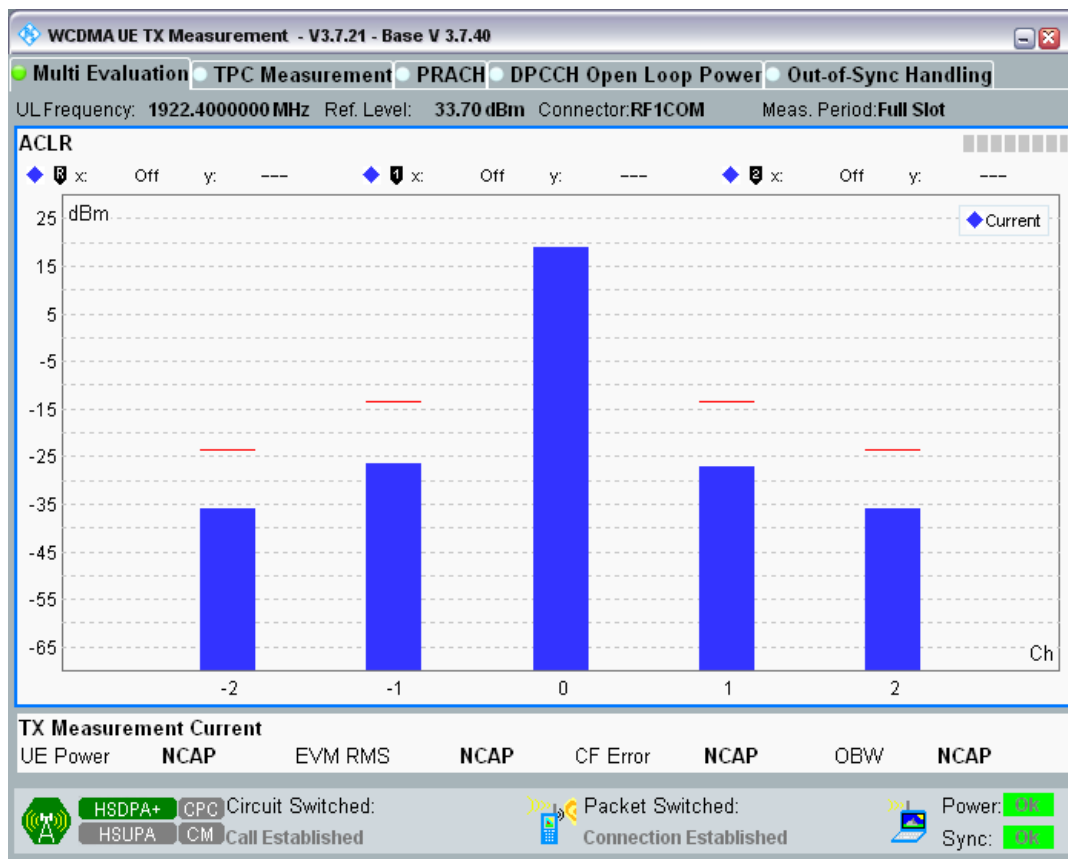 WCDMA UE TX Measurement - V3.7.21 - Base V 3.7.40
Multi Evaluation TPC Measurement PRACH DPCCH Open Loop Power Out-of-Sync Handling
UL Frequency: 1922.4000000 MHz Ref. Level: 33.70 dBm Connector:RF1COM Meas. Period:Full Slot
ACLR
R x: Off y: --- 1 x: Off y: --- 2 x: Off y: ---
dBm
Current
25
15
5
-5
-15
-25
-35
-45
-55
-65
Ch
-2 -1 0 1 2
TX Measurement Current
UE Power NCAP EVM RMS NCAP CF Error NCAP OBW NCAP
HSDPA+ CPC Circuit Switched: Packet Switched: Power: OK
HSUPA CM Call Established Connection Established Sync: OK